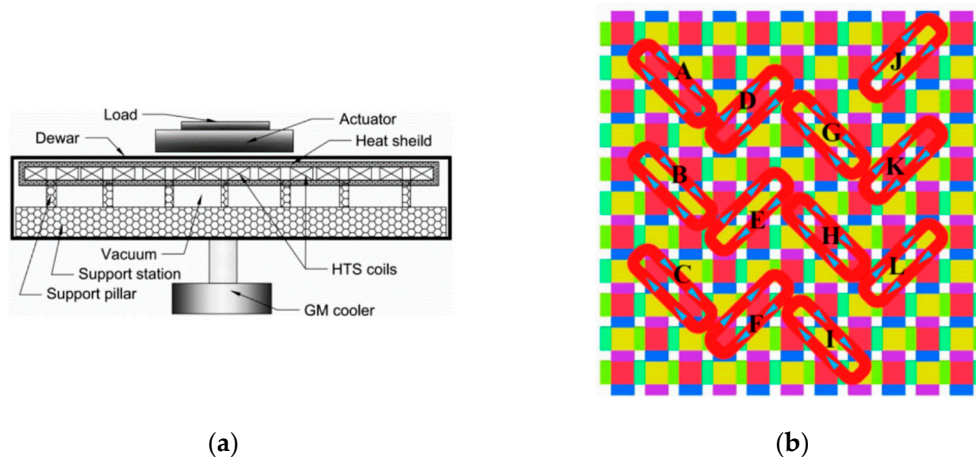 Load
Actuator
Dewar
Heat sheild
Vacuum
HTS coils
Support station
Support pillar
GM cooler
(a)
A
J
D
G
B
K
E
H
C
L
F
I
(b)